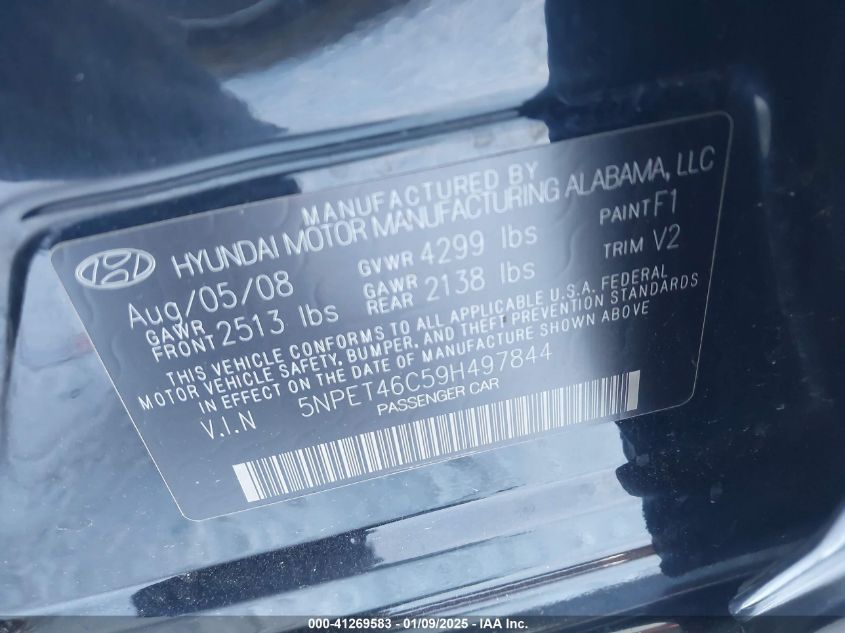 MANUFACTURED BY
HYUNDAI MOTOR MANUFACTURING ALABAMA, LLC
Aug/05/08 GVWR 4299 lbs PAINT F1
GAWR FRONT 2513 lbs GAWR REAR 2138 lbs TRIM V2
THIS VEHICLE CONFORMS TO ALL APPLICABLE U.S.A. FEDERAL
MOTOR VEHICLE SAFETY, BUMPER, AND THEFT PREVENTION STANDARDS
IN EFFECT ON THE DATE OF MANUFACTURE SHOWN ABOVE
V.I.N 5NPET46C59H497844
PASSENGER CAR
000-41269583 - 01/09/2025 - IAA Inc.